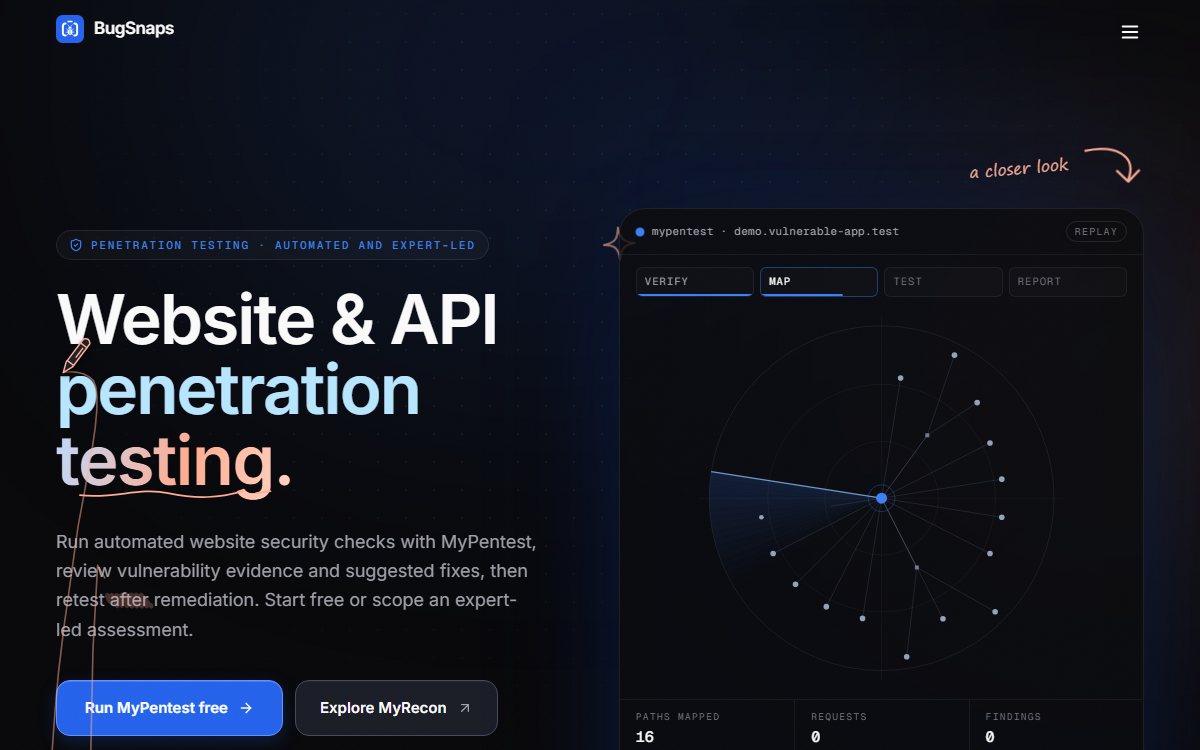 BugSnaps
a closer look
PENETRATION TESTING · AUTOMATED AND EXPERT-LED
Website & API
penetration
testing.
Run automated website security checks with MyPentest,
review vulnerability evidence and suggested fixes, then
retest after remediation. Start free or scope an expert-
led assessment.
Run MyPentest free
Explore MyRecon
mypentest · demo.vulnerable-app.test
REPLAY
VERIFY
MAP
TEST
REPORT
PATHS MAPPED
16
REQUESTS
0
FINDINGS
0